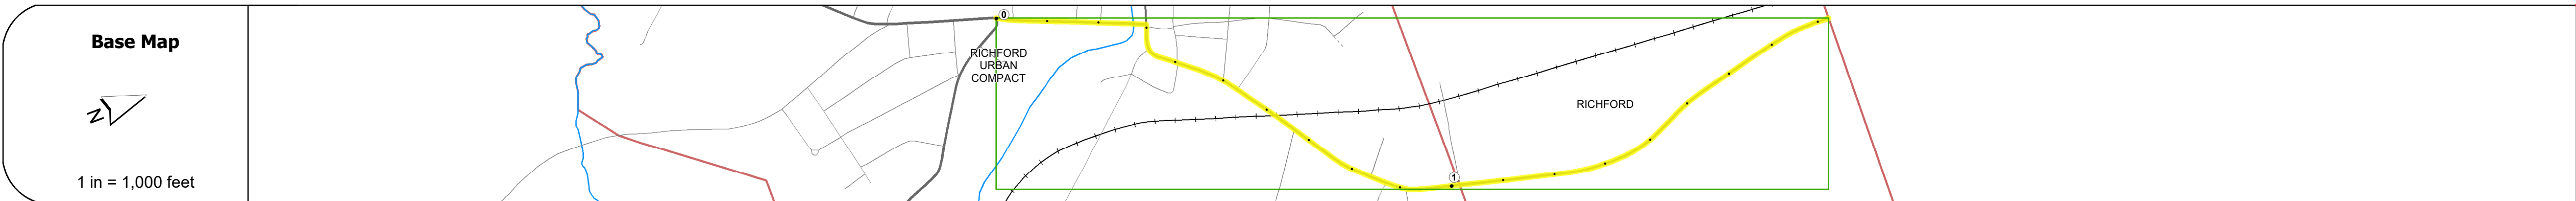 Base Map
N
1 in = 1,000 feet
0
RICHFORD
URBAN
COMPACT
RICHFORD
1